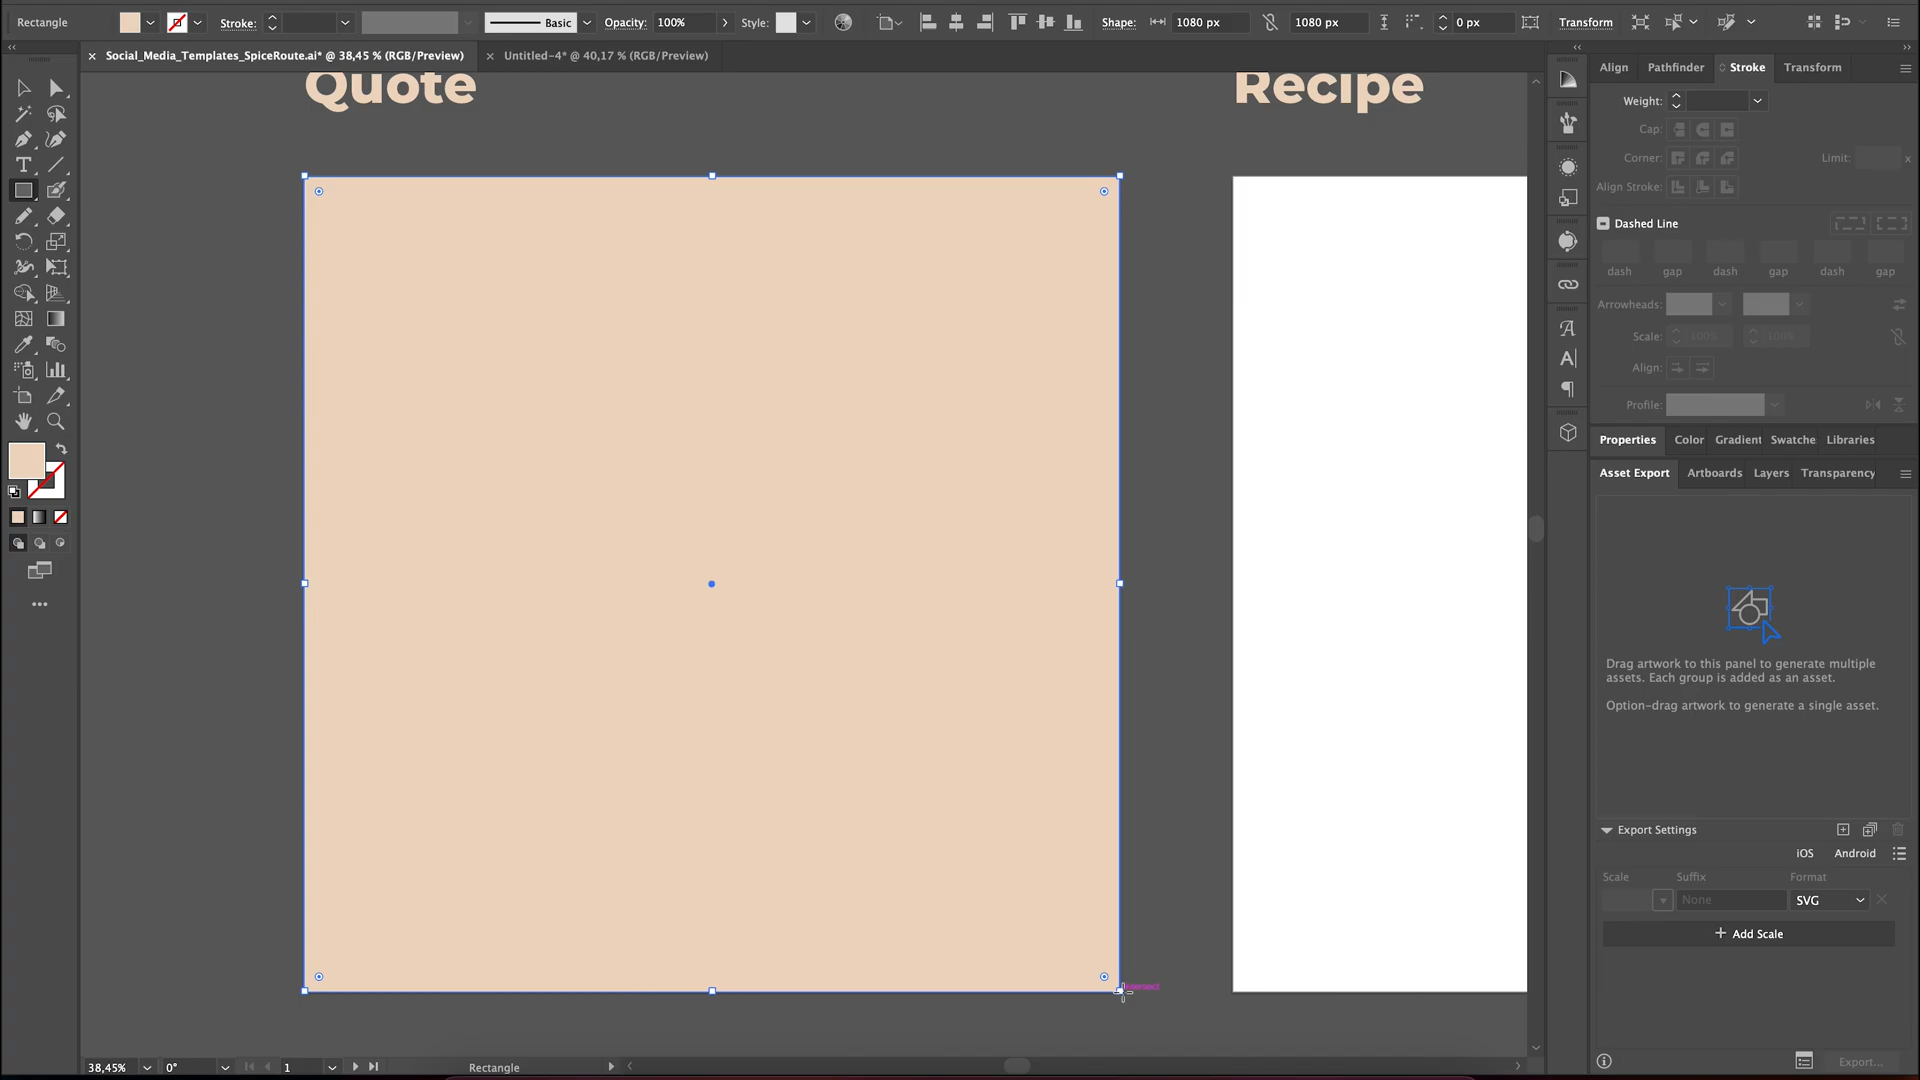 Rectangle
Stroke:
Basic
Opacity: 100%
Style:
Shape: 1080 px 1080 px 0 px
Transform
Social_Media_Templates_SpiceRoute.ai* @ 38,45 % (RGB/Preview)
Untitled-4* @ 40,17 % (RGB/Preview)
Quote
Recipe
intersect
Align Pathfinder Stroke Transform
Weight:
Cap:
Corner: Limit: x
Align Stroke:
Dashed Line
dash gap dash gap dash gap
Arrowheads:
Scale: 100% 100%
Align:
Profile:
Properties Color Gradient Swatche Libraries
Asset Export Artboards Layers Transparency
Drag artwork to this panel to generate multiple
assets. Each group is added as an asset.
Option-drag artwork to generate a single asset.
Export Settings
iOS Android
Scale Suffix Format
None SVG
+ Add Scale
Export...
38,45% 0° 1 Rectangle